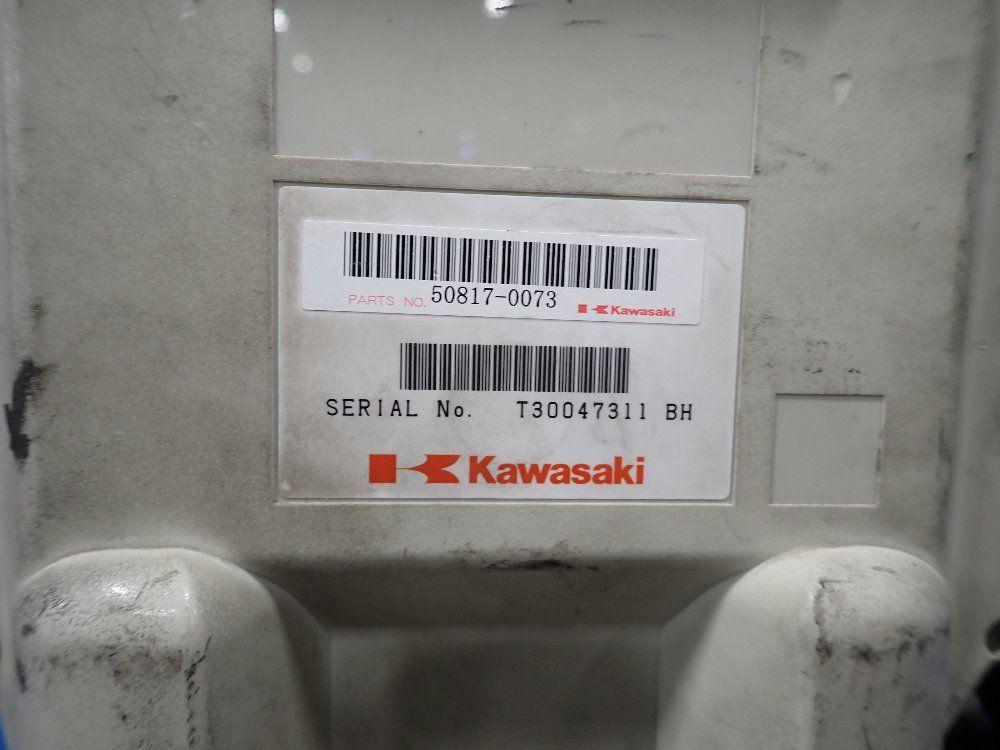 PARTS NO. 50817-0073 Kawasaki
SERIAL No. T30047311 BH
Kawasaki